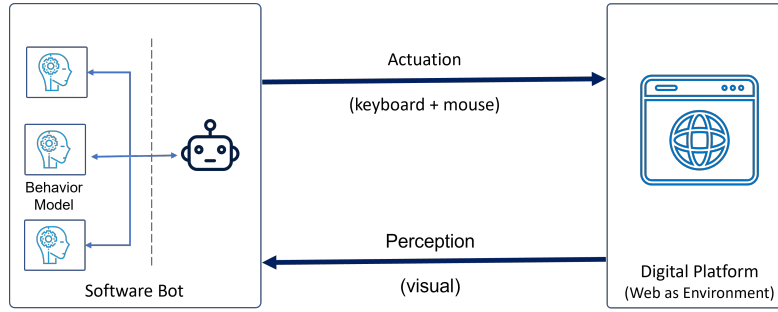 Behavior
Model
Software Bot
Actuation
(keyboard + mouse)
Perception
(visual)
Digital Platform
(Web as Environment)